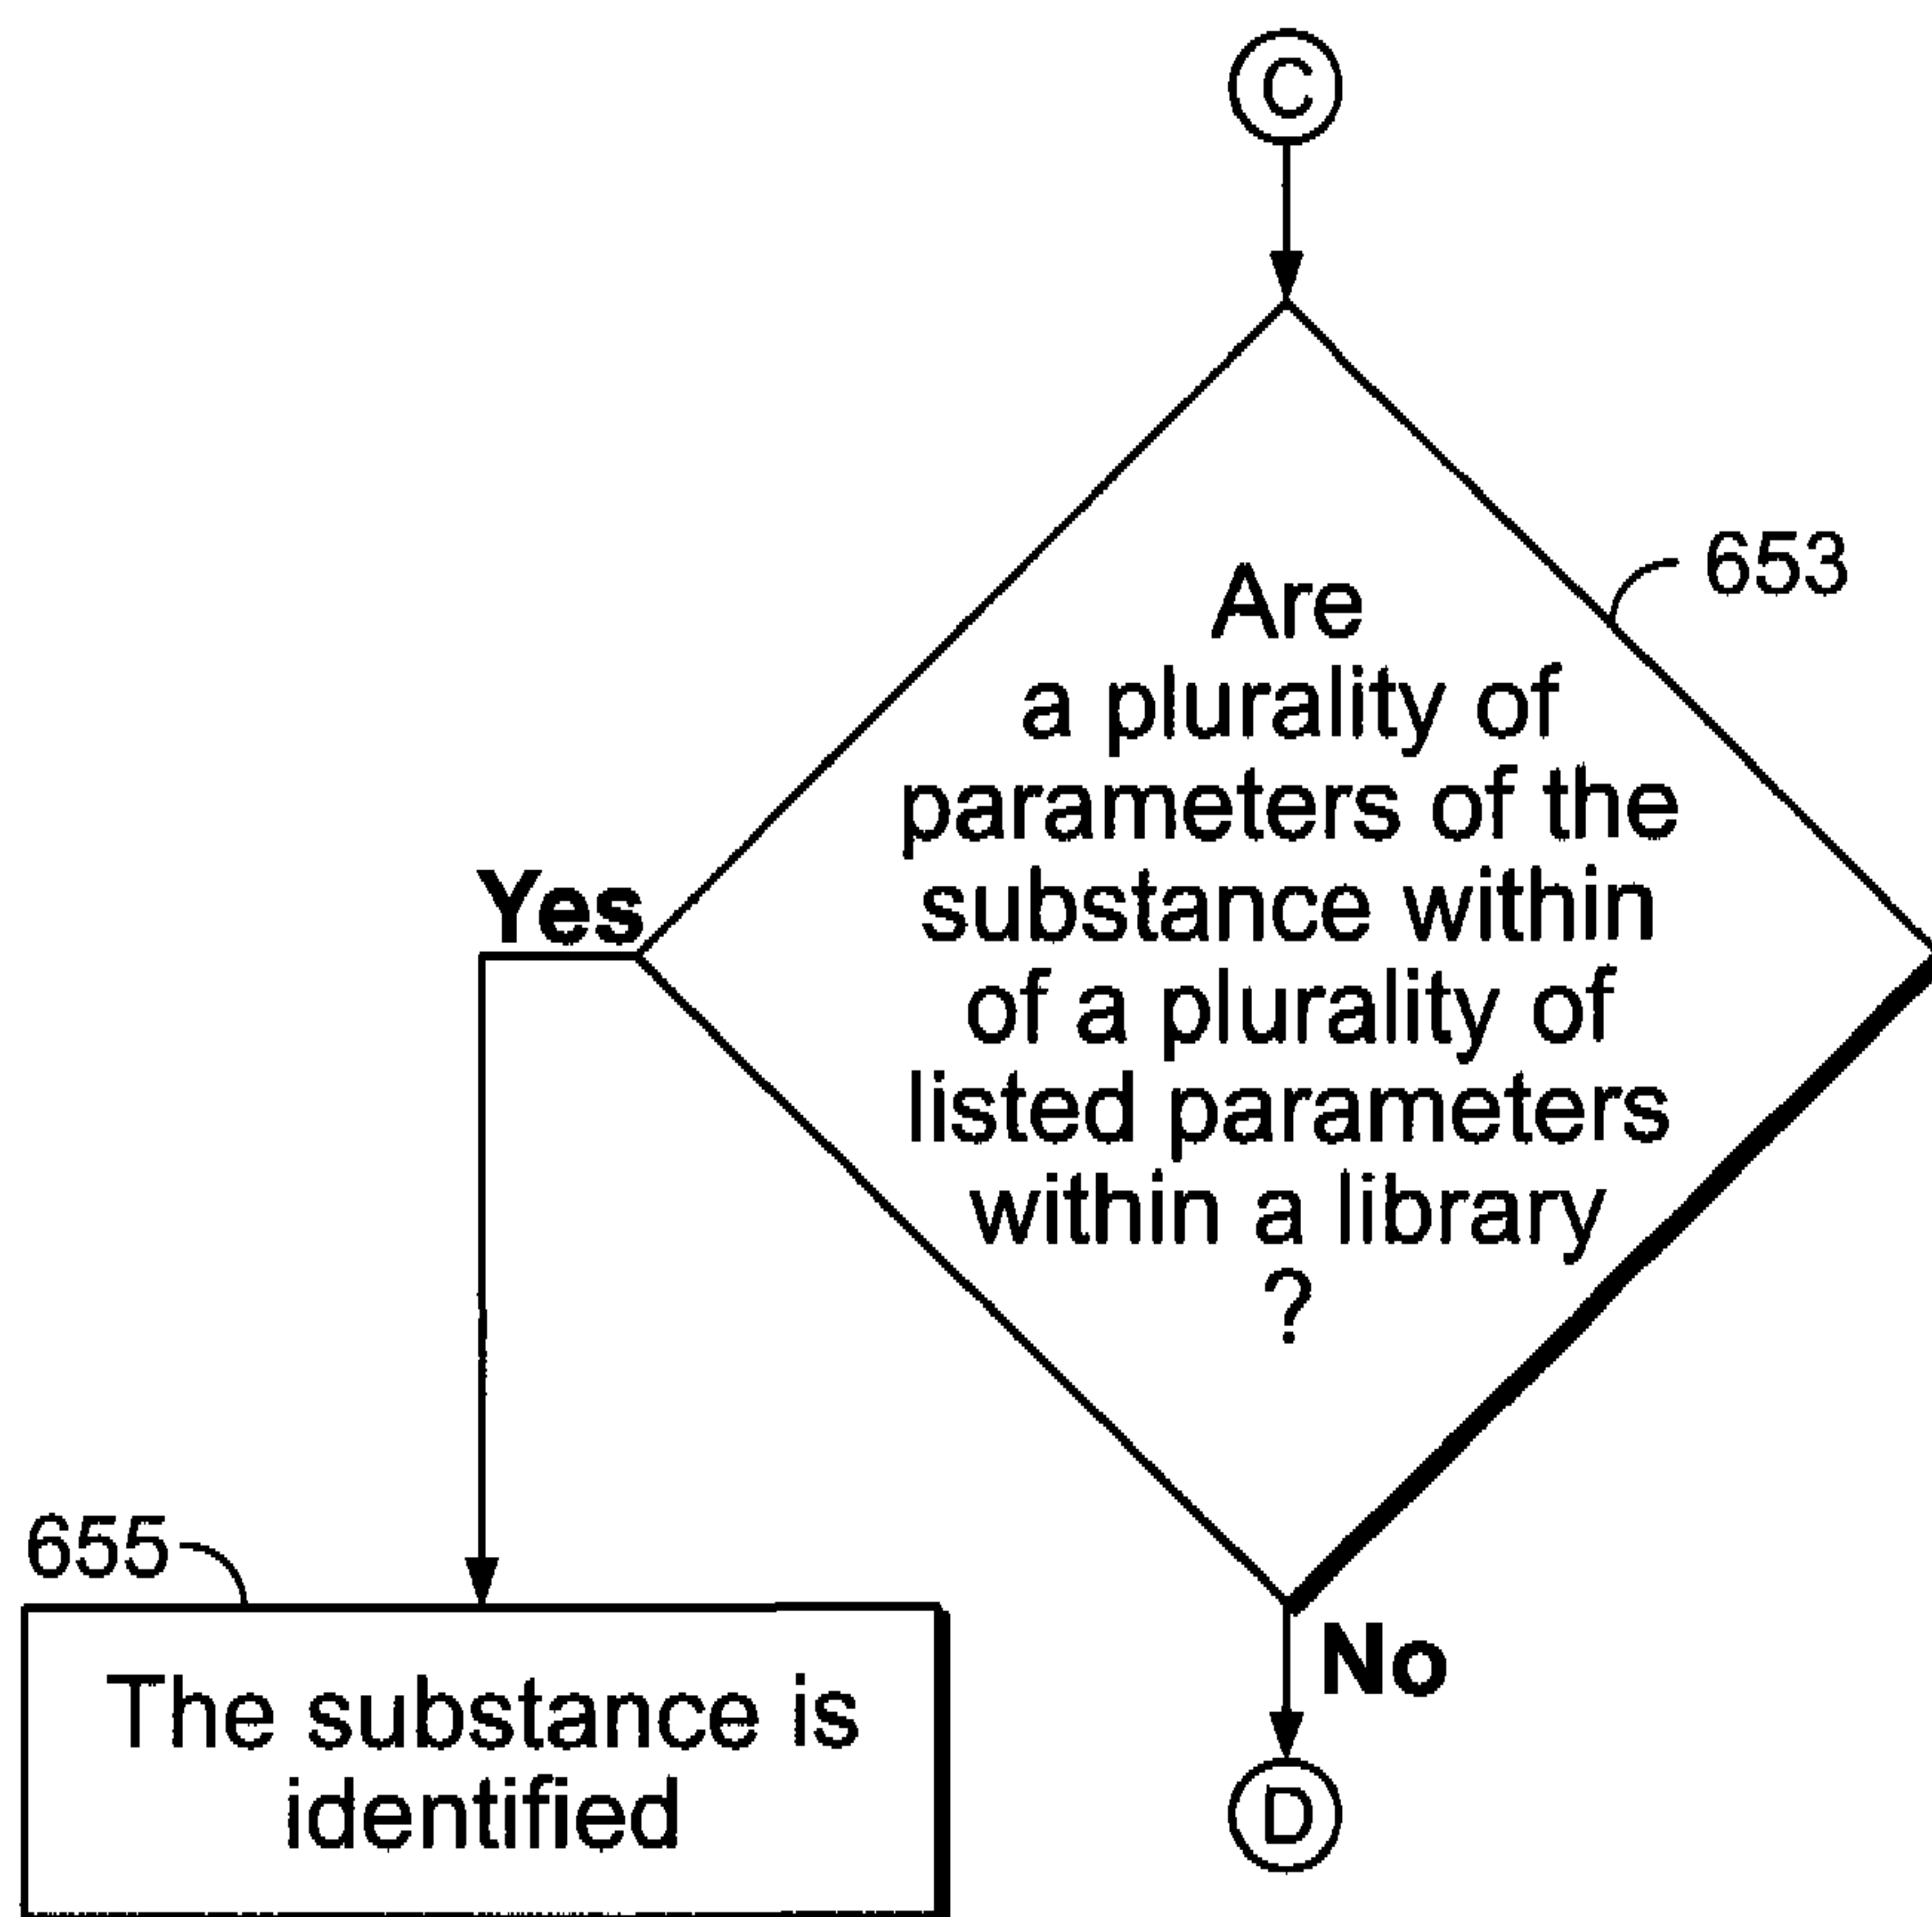 C
653
Are
a plurality of
parameters of the
substance within
of a plurality of
listed parameters
within a library
?
Yes
No
655
The substance is
identified
D